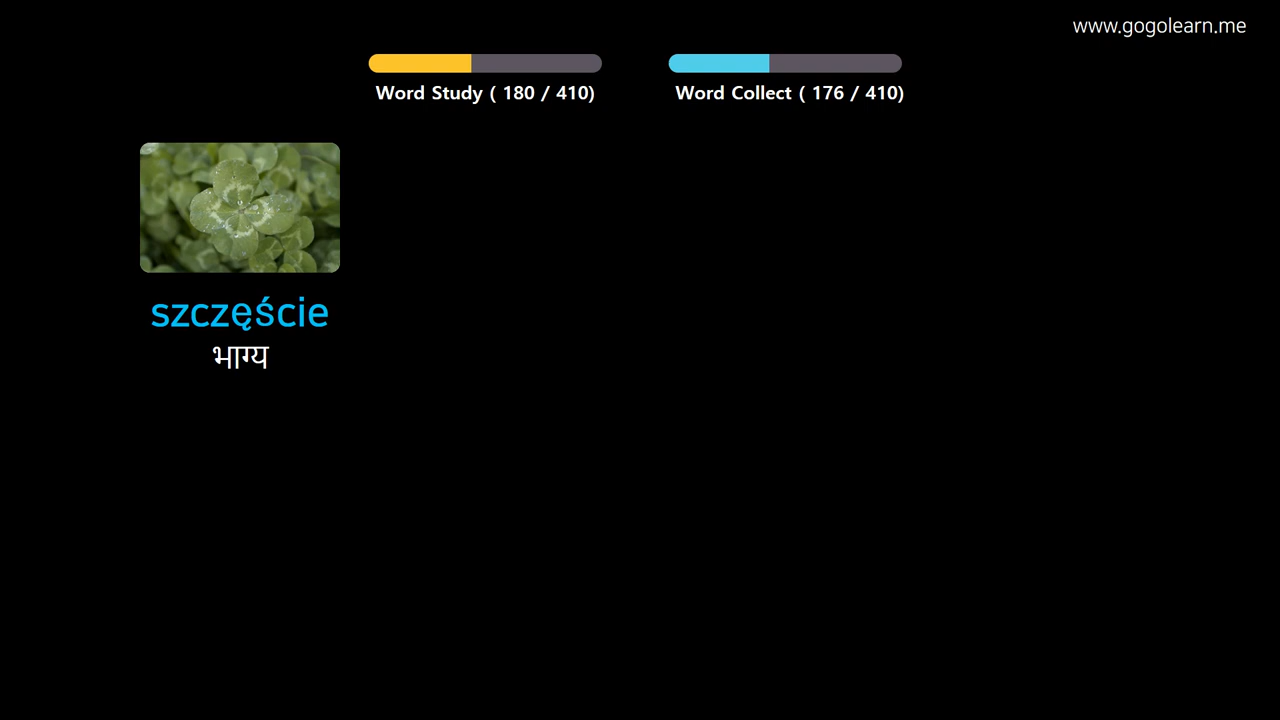 www.gogolearn.me
Word Study ( 180 / 410)
Word Collect ( 176 / 410)
szczęście
भाग्य